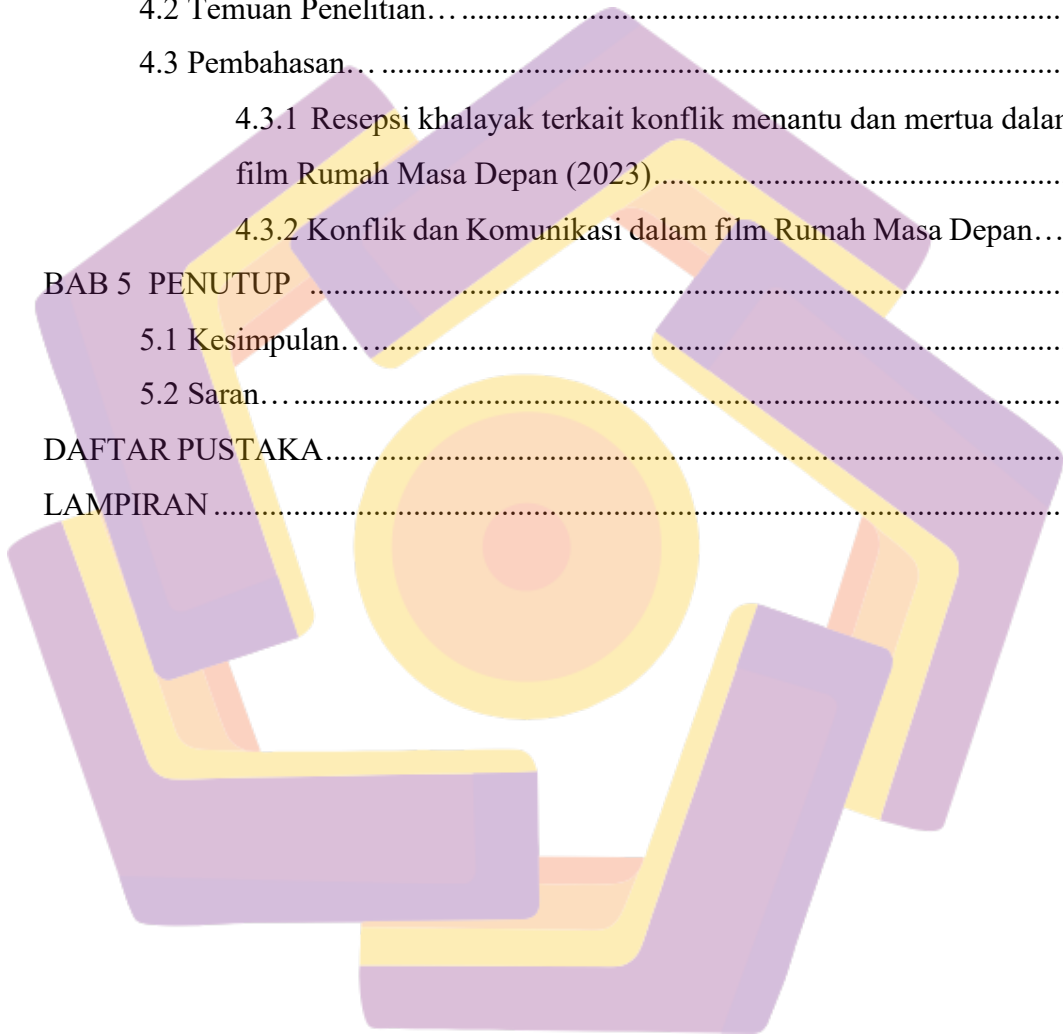 4.2 Temuan Penelitian…..........................................................................
4.3 Pembahasan…..........................................................................
4.3.1 Resepsi khalayak terkait konflik menantu dan mertua dalam
film Rumah Masa Depan (2023)..........................................................
4.3.2 Konflik dan Komunikasi dalam film Rumah Masa Depan…
BAB 5 PENUTUP ..........................................................................
5.1 Kesimpulan…..........................................................................
5.2 Saran…..........................................................................
DAFTAR PUSTAKA..........................................................................
LAMPIRAN..........................................................................